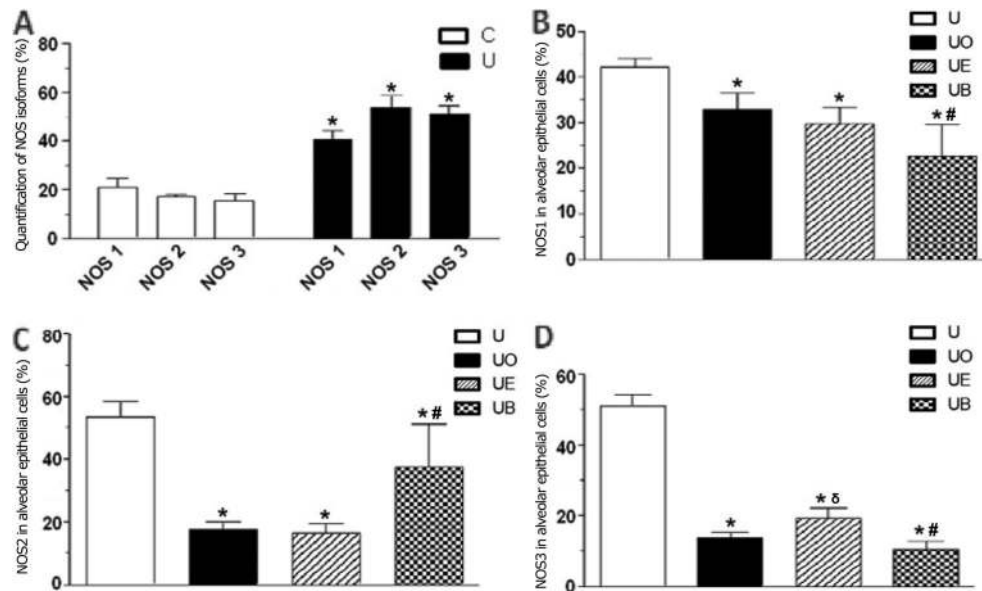 A
Quantification of NOS isoforms (%)
80
60
40
20
0
C
U
*
*
*
NOS 1
NOS 2
NOS 3
NOS 1
NOS 2
NOS 3
B
NOS1 in alveolar epithelial cells (%)
50
40
30
20
10
0
U
UO
UE
UB
*
*
*#
C
NOS2 in alveolar epithelial cells (%)
80
60
40
20
0
U
UO
UE
UB
*
*
*#
D
NOS3 in alveolar epithelial cells (%)
60
40
20
0
U
UO
UE
UB
*
* δ
*#